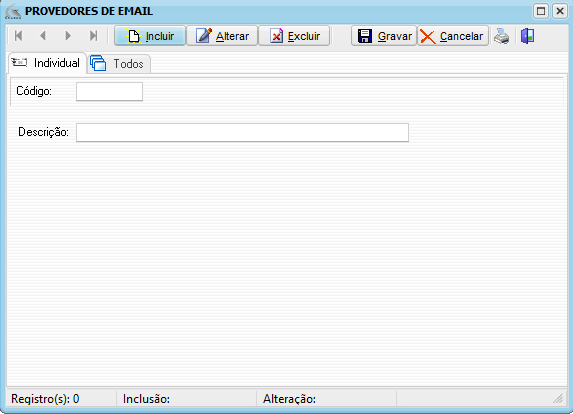 PROVEDORES DE EMAIL
Incluir Alterar Excluir Gravar Cancelar
Individual Todos
Código:
Descrição:
Registro(s): 0 Inclusão: Alteração: